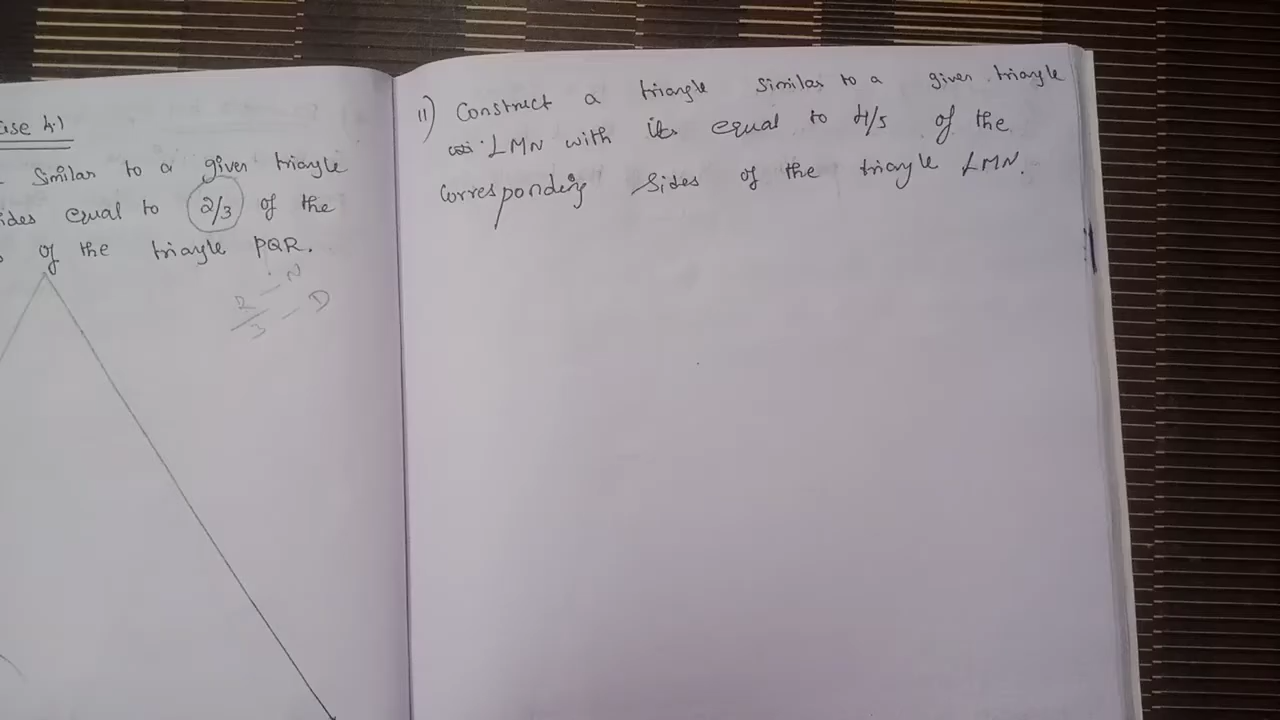 ise 4.1
Similar to a given triangle
ides equal to 2/3 of the
of the triangle PQR.
2 - N
3 - D
11) Construct a triangle similar to a given triangle
LMN with its equal to 4/5 of the
corresponding sides of the triangle LMN.